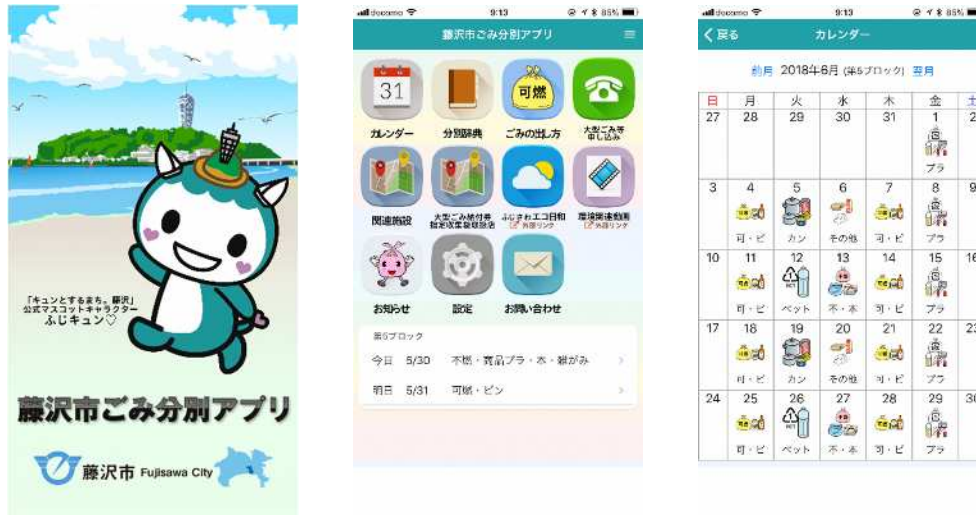 「キュンとするまち。藤沢」
公式マスコットキャラクター
ふじキュン♡
藤沢市ごみ分別アプリ
藤沢市 Fujisawa City
docomo 9:13 85%
藤沢市ごみ分別アプリ
31 可燃
カレンダー 分別辞典 ごみの出し方 大型ごみ等
申し込み
関連施設 大型ごみ納付券
指定収集袋取扱店 ふじさわエコ日和
外部リンク 環境関連動画
外部リンク
お知らせ 設定 お問い合わせ
第5ブロック
今日 5/30 不燃・商品プラ・本・雑がみ
明日 5/31 可燃・ビン
docomo 9:13 85%
戻る カレンダー
前月 2018年6月 (第5ブロック) 翌月
日 月 火 水 木 金 土
27 28 29 30 31 1 2
プラ
3 4 5 6 7 8 9
可・ビ カン その他 可・ビ プラ
10 11 12 13 14 15 16
可・ビ ペット 不・本 可・ビ プラ
17 18 19 20 21 22 23
可・ビ カン その他 可・ビ プラ
24 25 26 27 28 29 30
可・ビ ペット 不・本 可・ビ プラ